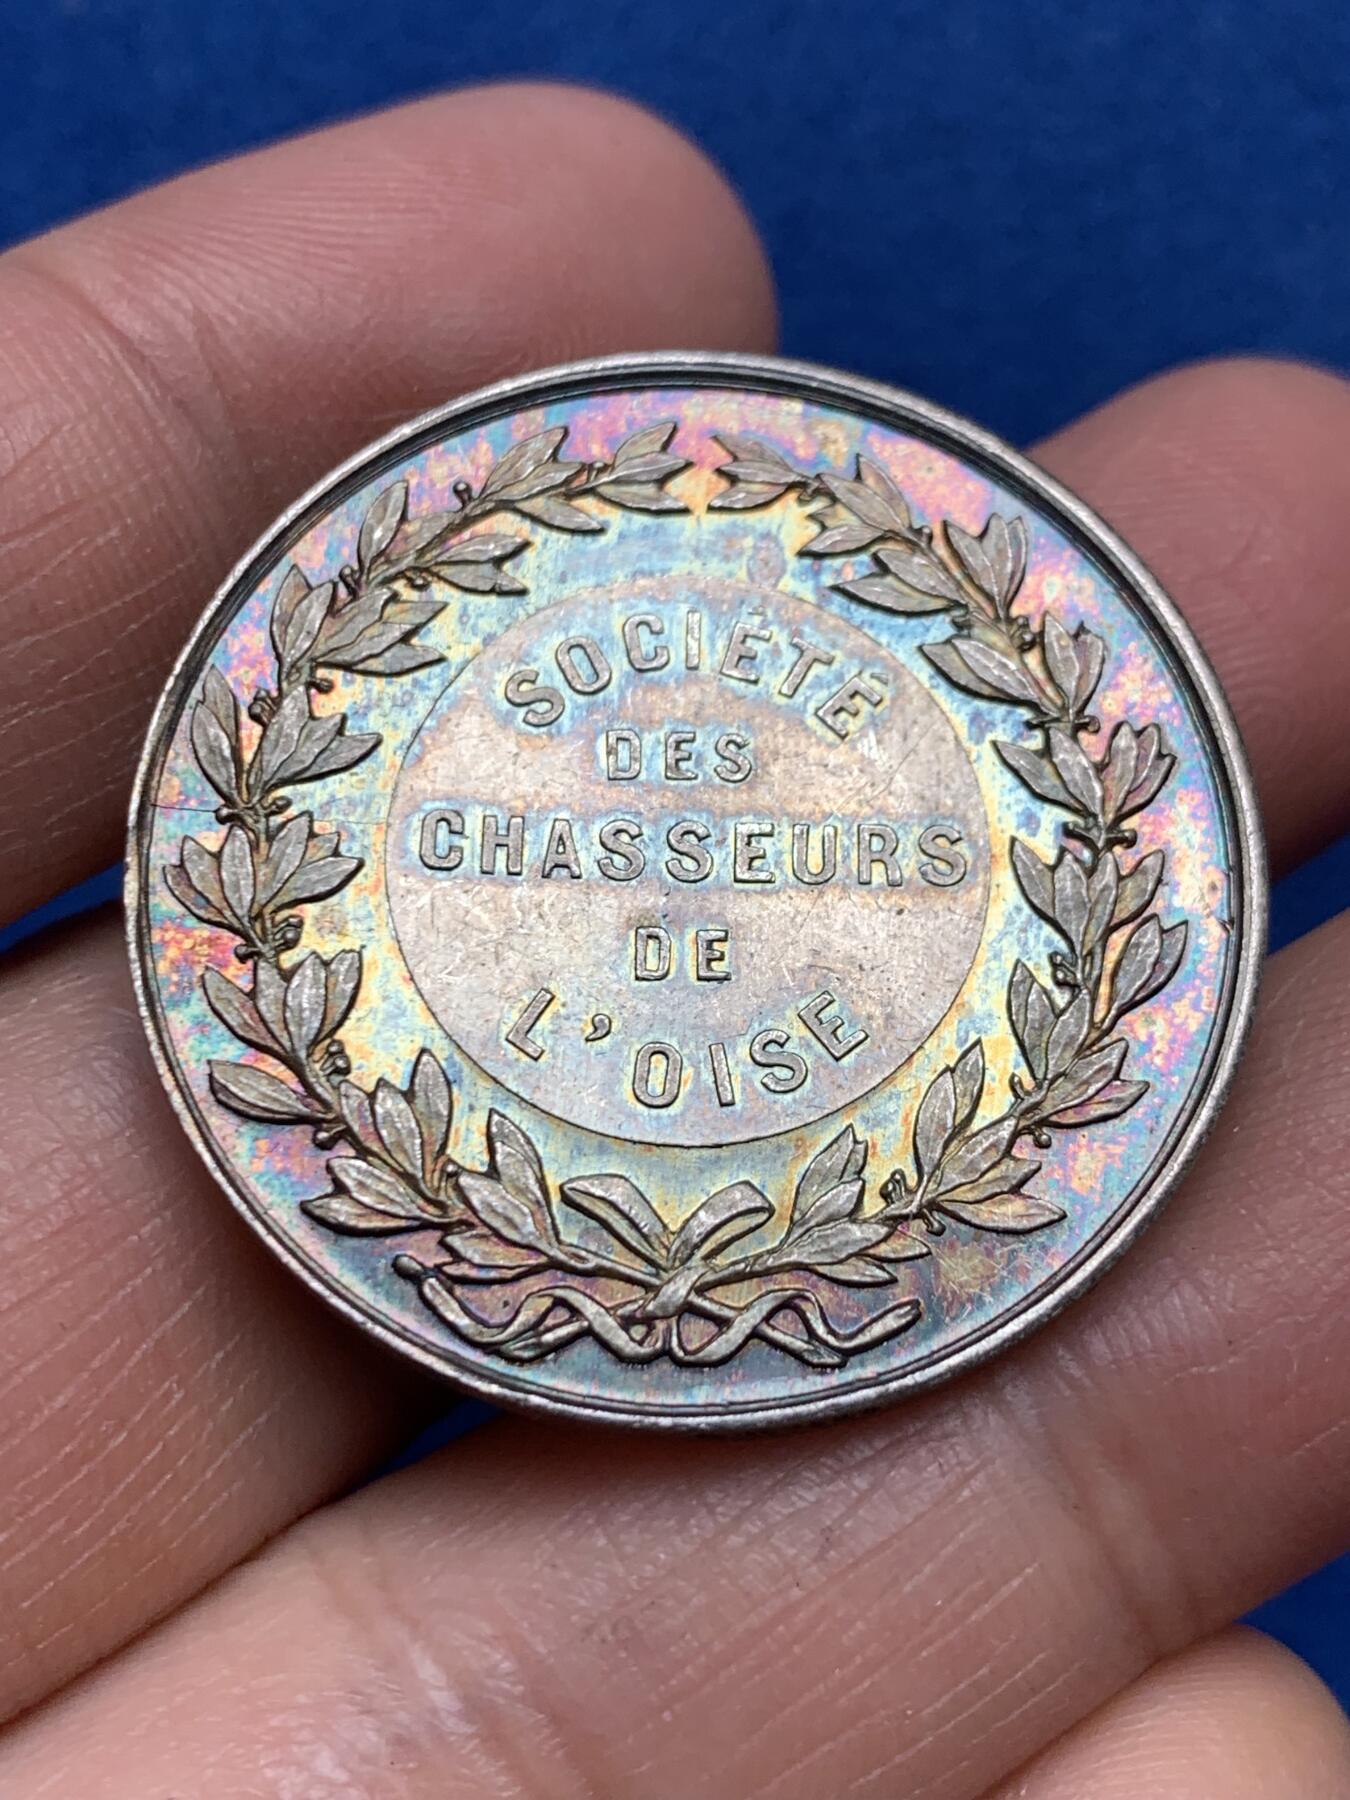 SOCIÉTÉ
DES
CHASSEURS
DE
L'OISE